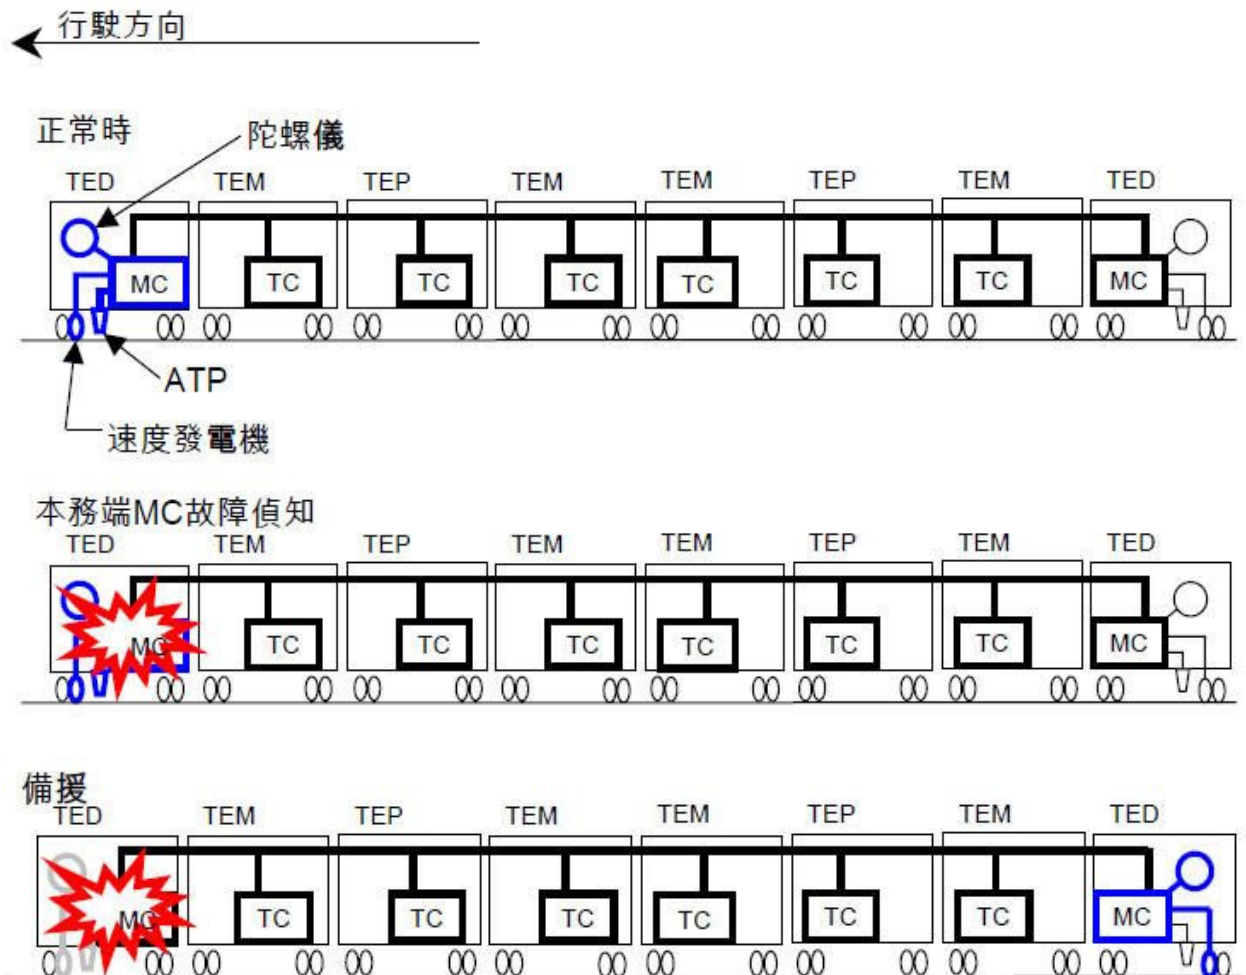 行駛方向
正常時
陀螺儀
TED TEM TEP TEM TEM TEP TEM TED
MC TC TC TC TC TC TC MC
ATP
速度發電機
本務端MC故障偵知
TED TEM TEP TEM TEM TEP TEM TED
MC TC TC TC TC TC TC MC
備援
TED TEM TEP TEM TEM TEP TEM TED
MC TC TC TC TC TC TC MC